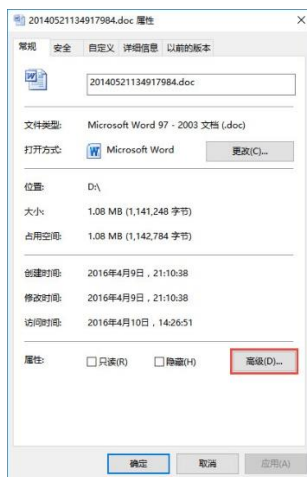 20140521134917984.doc 属性
常规 安全 自定义 详细信息 以前的版本
20140521134917984.doc
文件类型: Microsoft Word 97 - 2003 文档 (.doc)
打开方式: Microsoft Word 更改(C)...
位置: D:\
大小: 1.08 MB (1,141,248 字节)
占用空间: 1.08 MB (1,142,784 字节)
创建时间: 2016年4月9日，21:10:38
修改时间: 2016年4月9日，21:10:38
访问时间: 2016年4月10日，14:26:51
属性: 只读(R) 隐藏(H) 高级(D)...
确定 取消 应用(A)